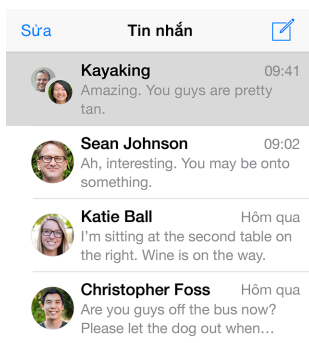 Sửa Tin nhắn
Kayaking 09:41
Amazing. You guys are pretty
tan.
Sean Johnson 09:02
Ah, interesting. You may be onto
something.
Katie Ball Hôm qua
I'm sitting at the second table on
the right. Wine is on the way.
Christopher Foss Hôm qua
Are you guys off the bus now?
Please let the dog out when…